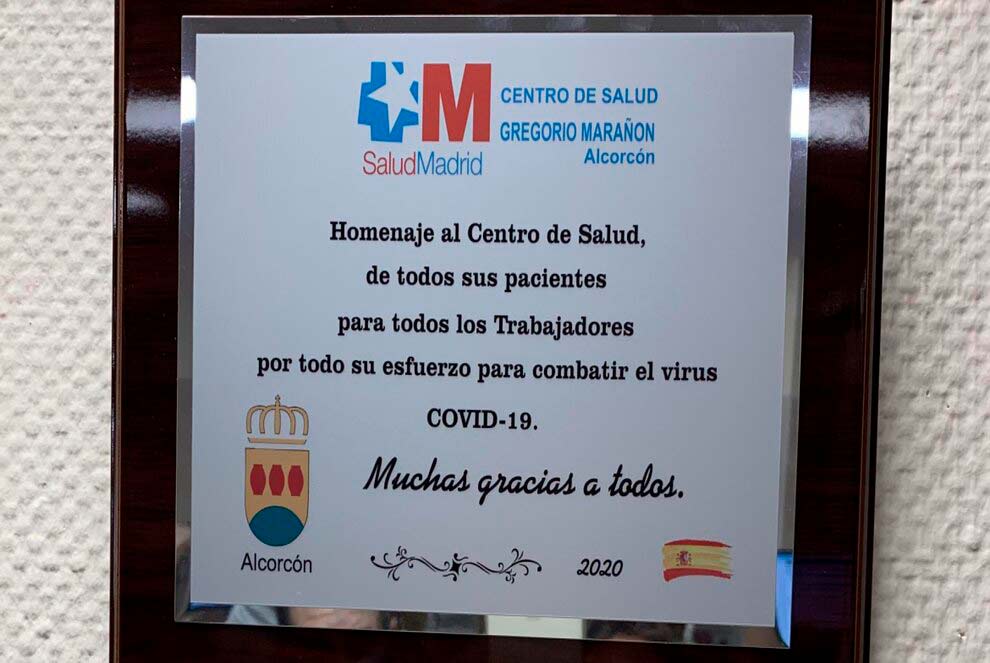 M
CENTRO DE SALUD
GREGORIO MARAÑON
Alcorcón
SaludMadrid
Homenaje al Centro de Salud,
de todos sus pacientes
para todos los Trabajadores
por todo su esfuerzo para combatir el virus
COVID-19.
Muchas gracias a todos.
Alcorcón
2020